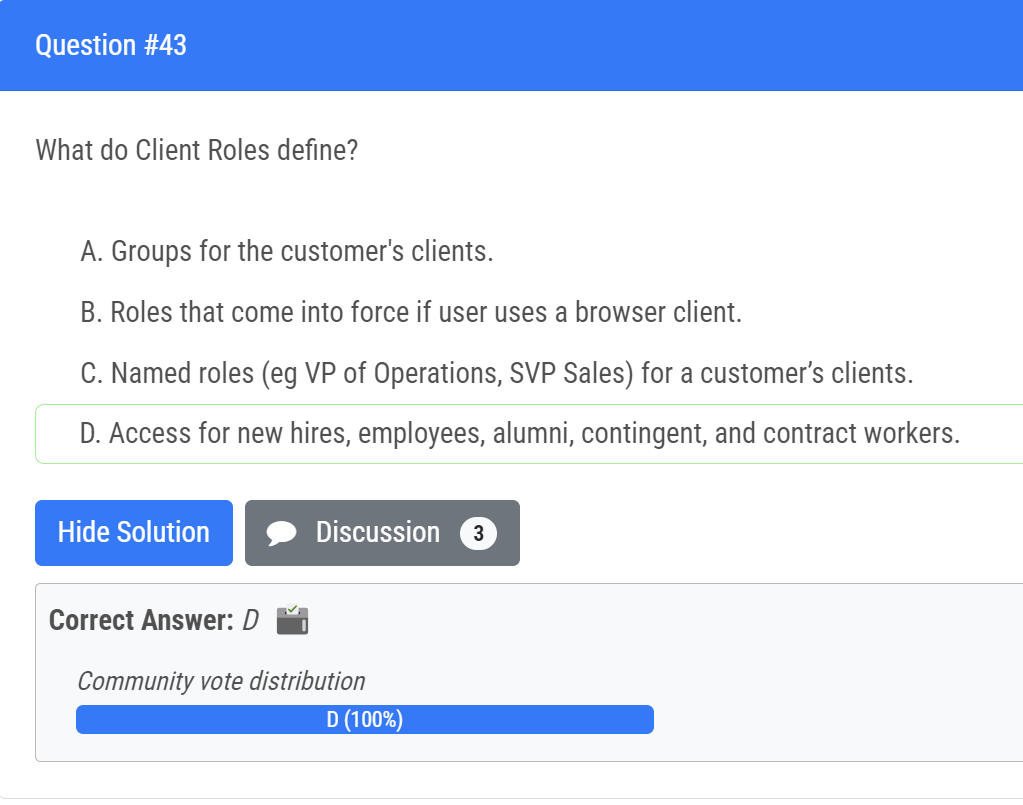 Question #43
What do Client Roles define?
A. Groups for the customer's clients.
B. Roles that come into force if user uses a browser client.
C. Named roles (eg VP of Operations, SVP Sales) for a customer’s clients.
D. Access for new hires, employees, alumni, contingent, and contract workers.
Hide Solution Discussion 3
Correct Answer: D
Community vote distribution
D (100%)